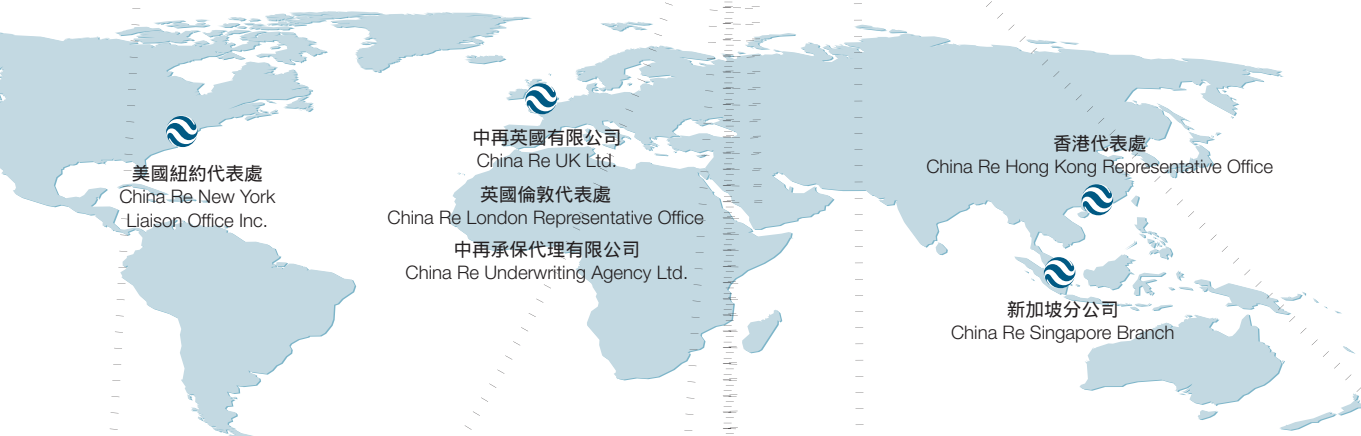 美國紐約代表處
China Re New York
Liaison Office Inc.
中再英國有限公司
China Re UK Ltd.
英國倫敦代表處
China Re London Representative Office
中再承保代理有限公司
China Re Underwriting Agency Ltd.
香港代表處
China Re Hong Kong Representative Office
新加坡分公司
China Re Singapore Branch